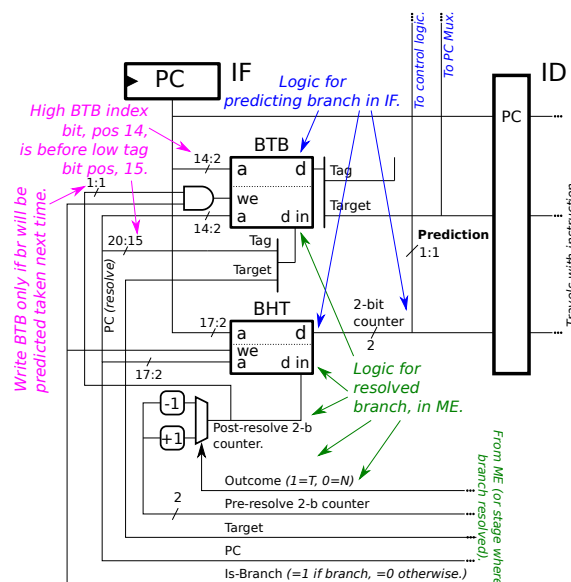 PC
IF
ID
To control logic.
To PC Mux.
Logic for
predicting branch in IF.
High BTB index
bit, pos 14,
is before low tag
bit pos, 15.
PC
BTB
14:2
a
d
Tag
1:1
we
14:2
a
d in
Target
Prediction
1:1
20:15
Tag
Target
PC (resolve)
Write BTB only if br will be
predicted taken next time.
Travels with instruction
BHT
17:2
a
d
2-bit
counter
2
we
a
d in
17:2
Logic for
resolved
branch, in ME.
-1
+1
Post-resolve 2-b
counter.
From ME (or stage where
branch resolved).
Outcome (1=T, 0=N)
2
Pre-resolve 2-b counter
Target
PC
Is-Branch (=1 if branch, =0 otherwise.)